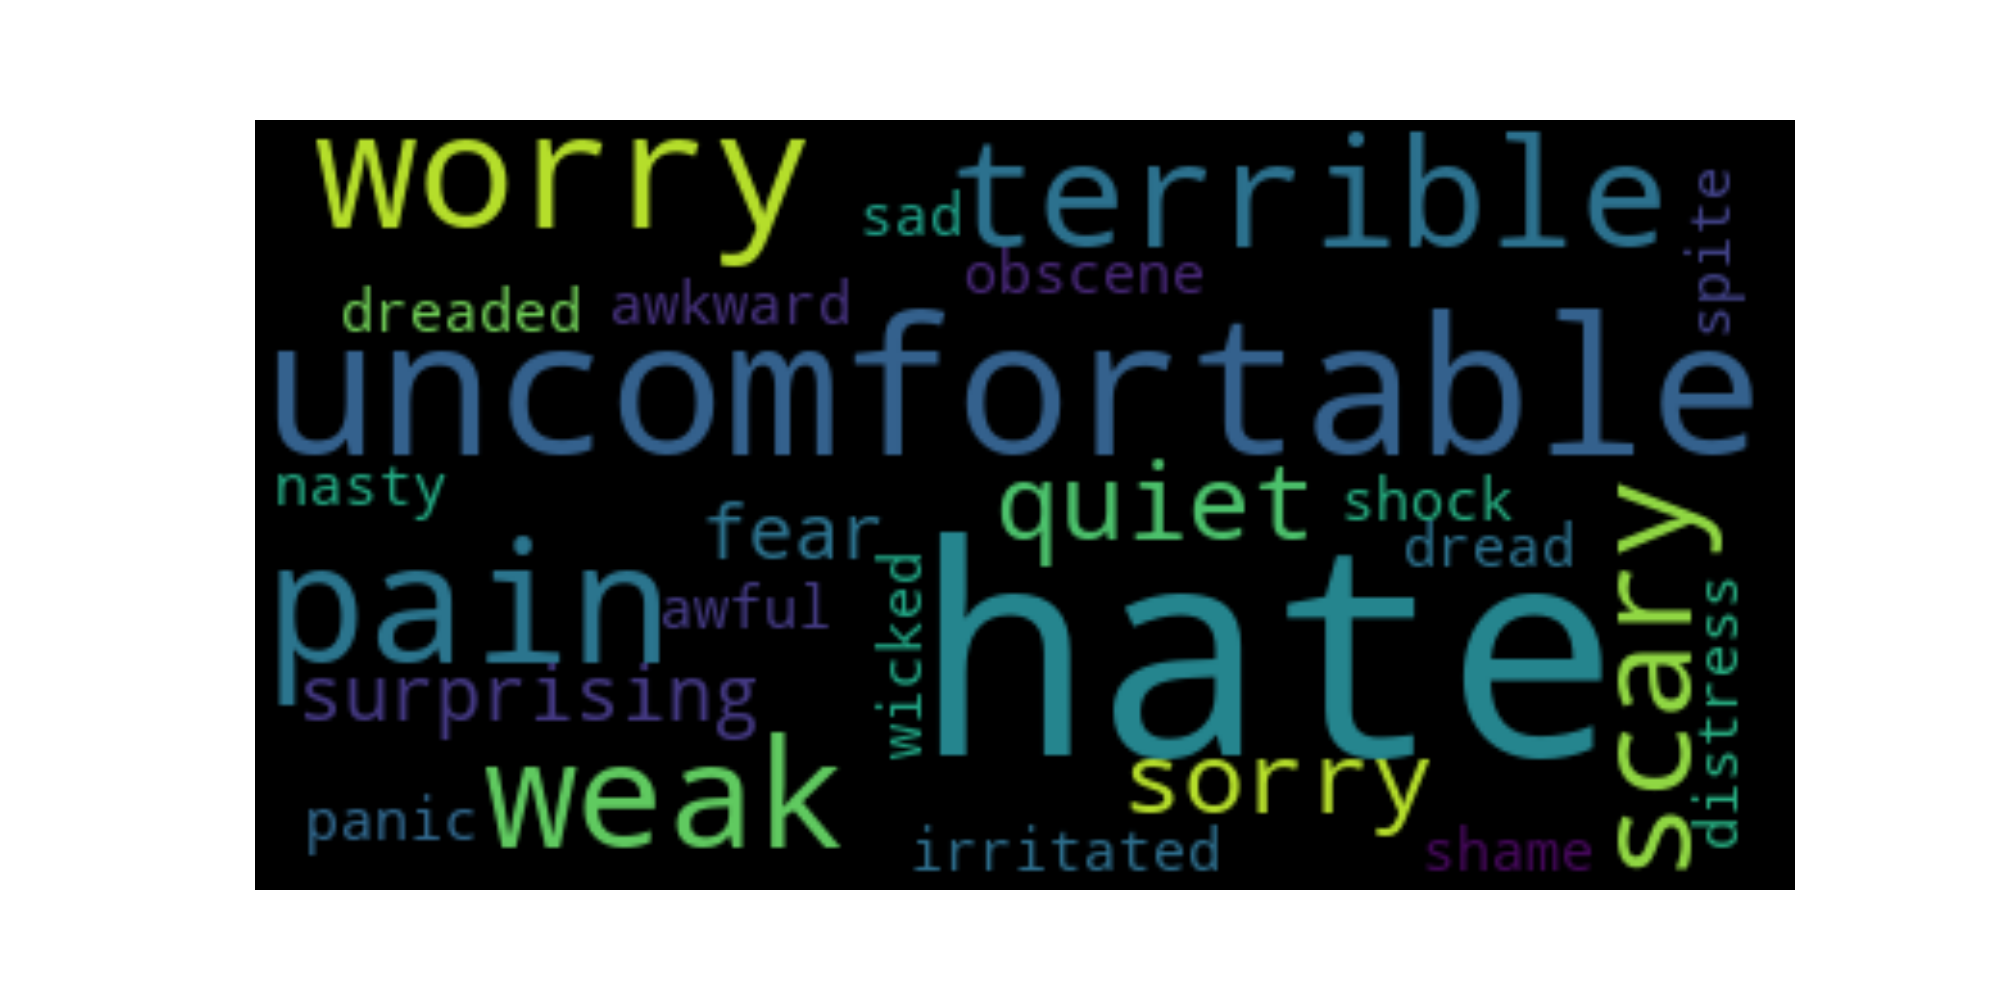 worry
terrible
sad
spite
obscene
dreaded
awkward
uncomfortable
nasty
quiet
shock
fear
dread
scary
pain
hate
wicked
awful
distress
surprising
weak
sorry
panic
irritated
shame